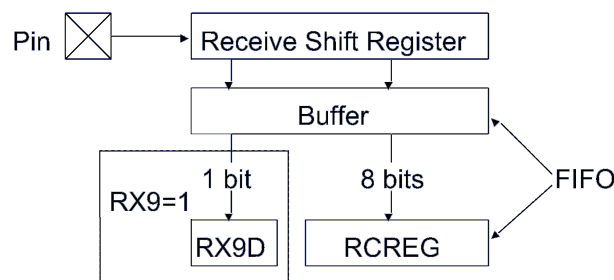 Pin
Receive Shift Register
Buffer
1 bit
8 bits
FIFO
RX9=1
RX9D
RCREG